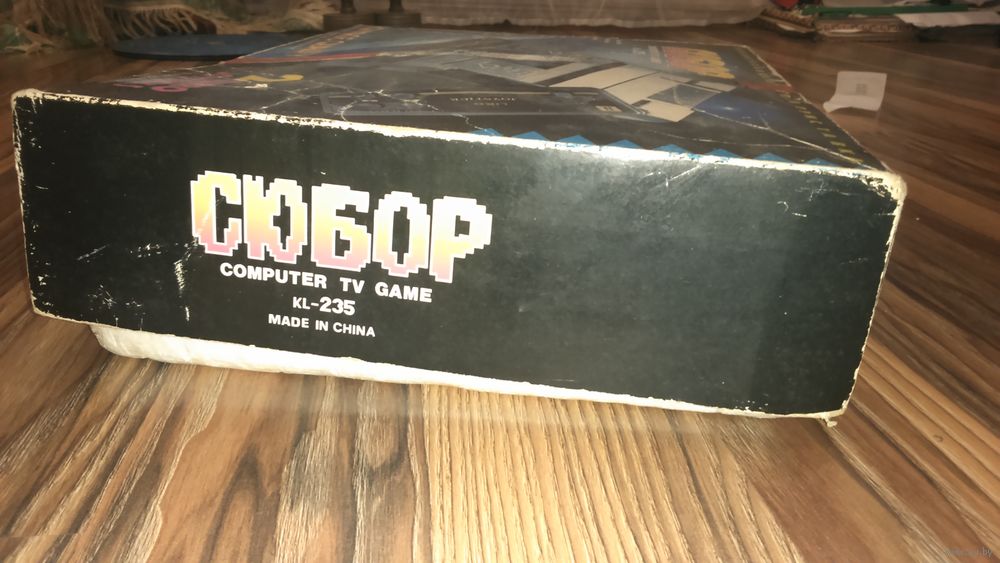 СЮБОР
COMPUTER TV GAME
KL-235
MADE IN CHINA